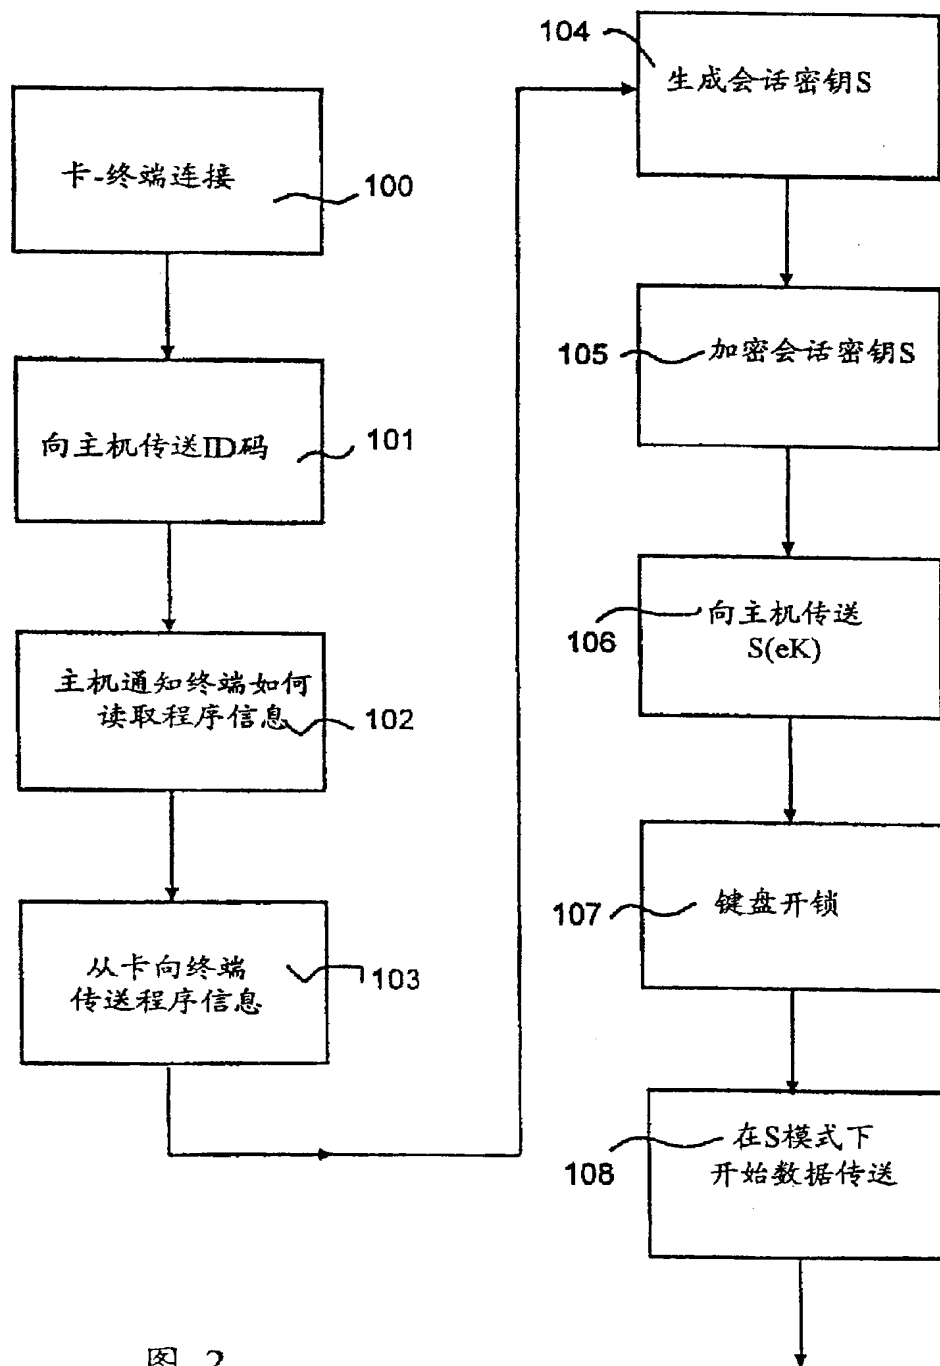 卡-终端连接
100
向主机传送ID码
101
主机通知终端如何
读取程序信息
102
从卡向终端
传送程序信息
103
104
生成会话密钥S
105
加密会话密钥S
106
向主机传送
S(eK)
107
键盘开锁
108
在S模式下
开始数据传送
图 2